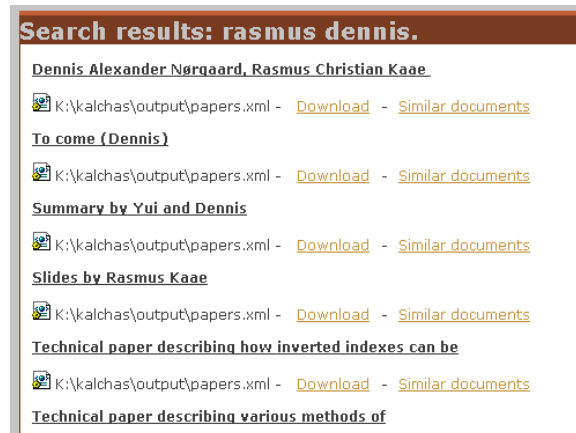 Search results: rasmus dennis.
Dennis Alexander Nørgaard, Rasmus Christian Kaae
K:\kalchas\output\papers.xml - Download - Similar documents
To come (Dennis)
K:\kalchas\output\papers.xml - Download - Similar documents
Summary by Yui and Dennis
K:\kalchas\output\papers.xml - Download - Similar documents
Slides by Rasmus Kaae
K:\kalchas\output\papers.xml - Download - Similar documents
Technical paper describing how inverted indexes can be
K:\kalchas\output\papers.xml - Download - Similar documents
Technical paper describing various methods of